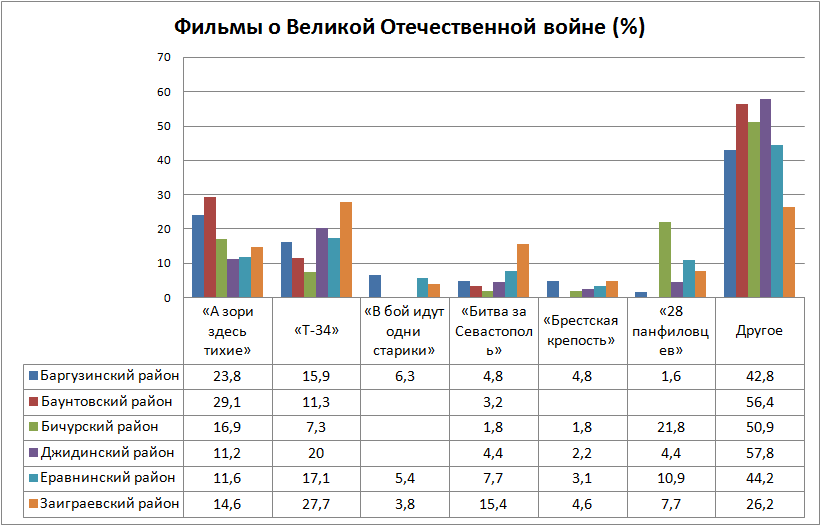 Фильмы о Великой Отечественной войне (%)
70
60
50
40
30
20
10
0
«А зори здесь тихие» «Т-34» «В бой идут одни старики» «Битва за Севастополь» «Брестская крепость» «28 панфиловцев» Другое
Баргузинский район 23,8 15,9 6,3 4,8 4,8 1,6 42,8
Баунтовский район 29,1 11,3 3,2 56,4
Бичурский район 16,9 7,3 1,8 1,8 21,8 50,9
Джидинский район 11,2 20 4,4 2,2 4,4 57,8
Еравнинский район 11,6 17,1 5,4 7,7 3,1 10,9 44,2
Заиграевский район 14,6 27,7 3,8 15,4 4,6 7,7 26,2